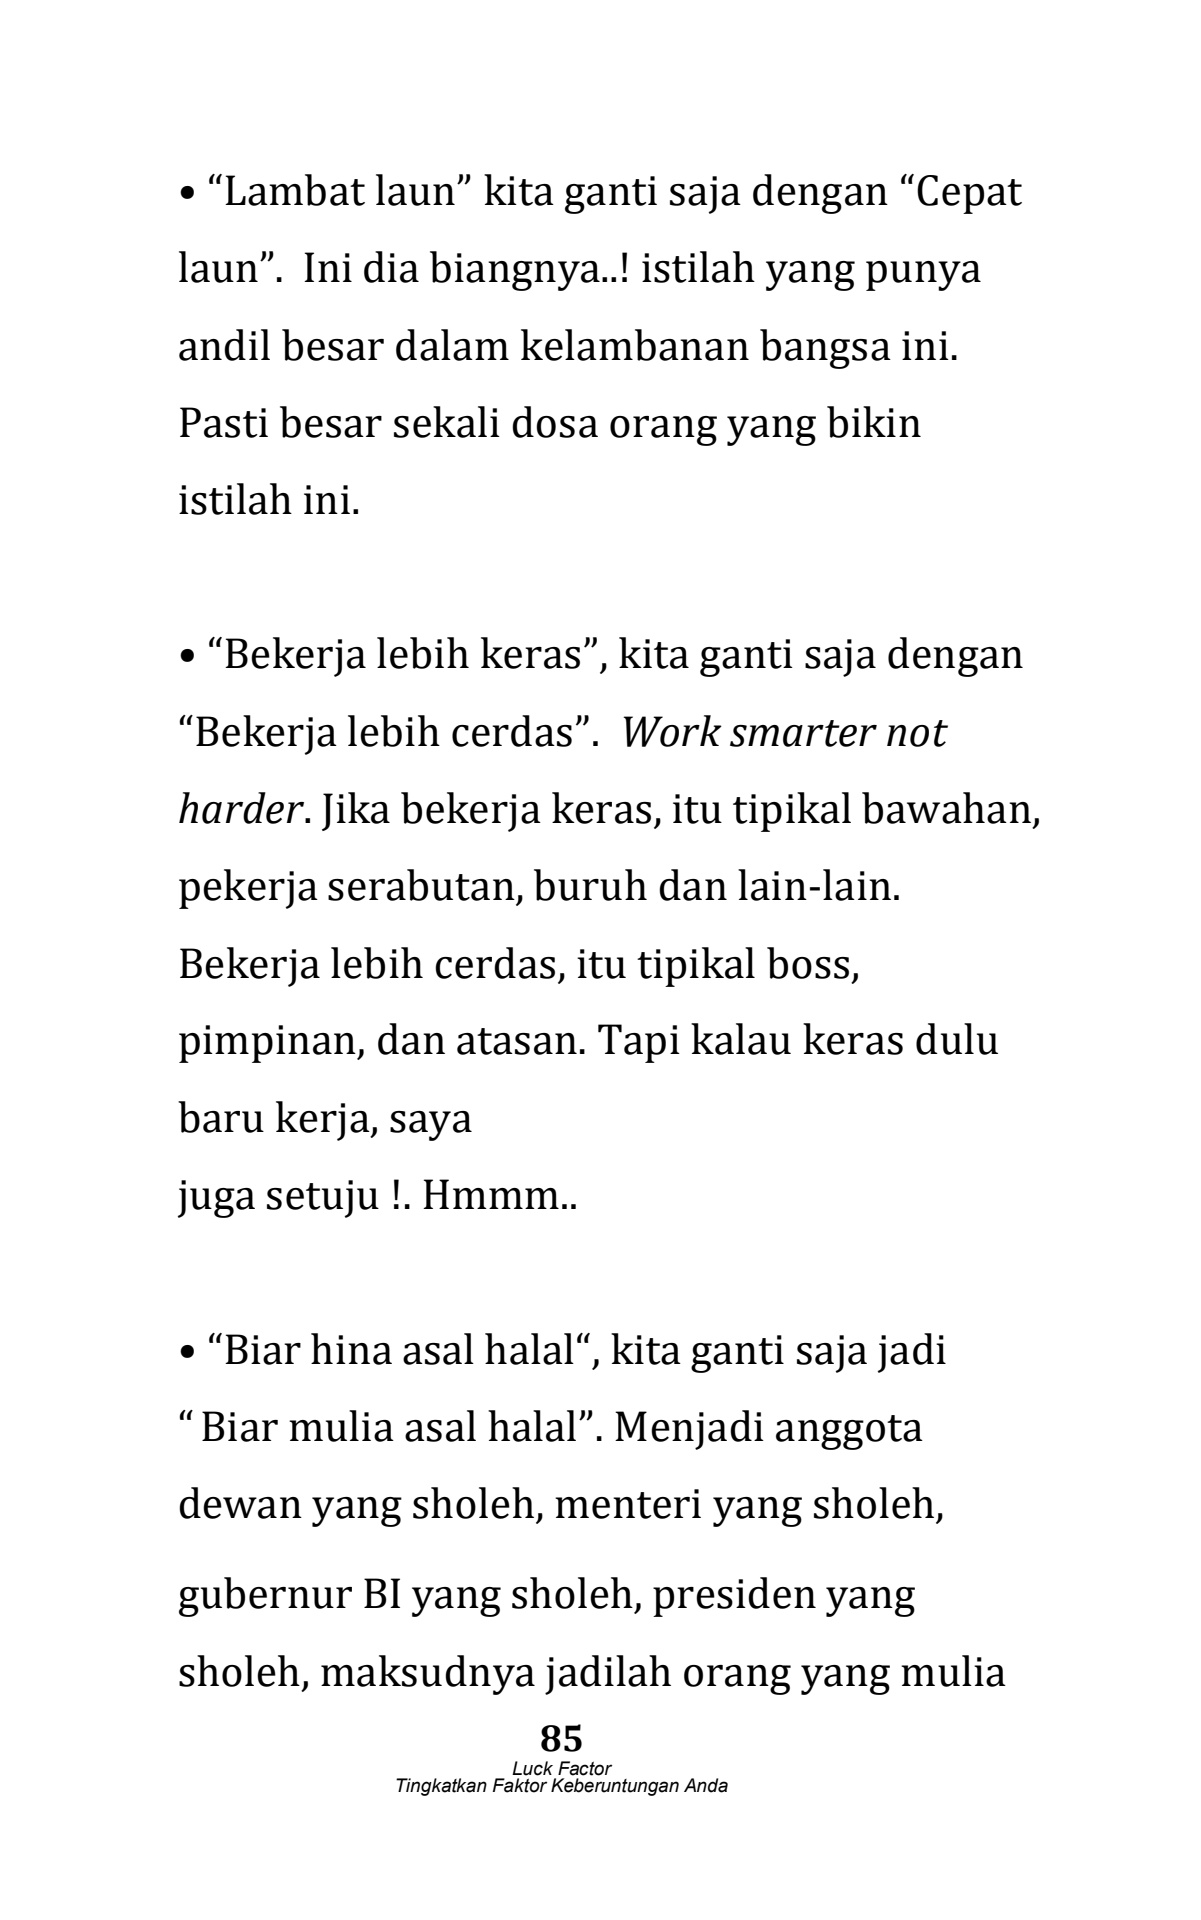 • “Lambat laun” kita ganti saja dengan “Cepat
laun”.  Ini dia biangnya..! istilah yang punya
andil besar dalam kelambanan bangsa ini.
Pasti besar sekali dosa orang yang bikin
istilah ini.
• “Bekerja lebih keras”, kita ganti saja dengan
“Bekerja lebih cerdas”.  Work smarter not
harder. Jika bekerja keras, itu tipikal bawahan,
pekerja serabutan, buruh dan lain-lain.
Bekerja lebih cerdas, itu tipikal boss,
pimpinan, dan atasan. Tapi kalau keras dulu
baru kerja, saya
juga setuju !. Hmmm..
• “Biar hina asal halal“, kita ganti saja jadi
“ Biar mulia asal halal”. Menjadi anggota
dewan yang sholeh, menteri yang sholeh,
gubernur BI yang sholeh, presiden yang
sholeh, maksudnya jadilah orang yang mulia
85
Luck Factor
Tingkatkan Faktor Keberuntungan Anda